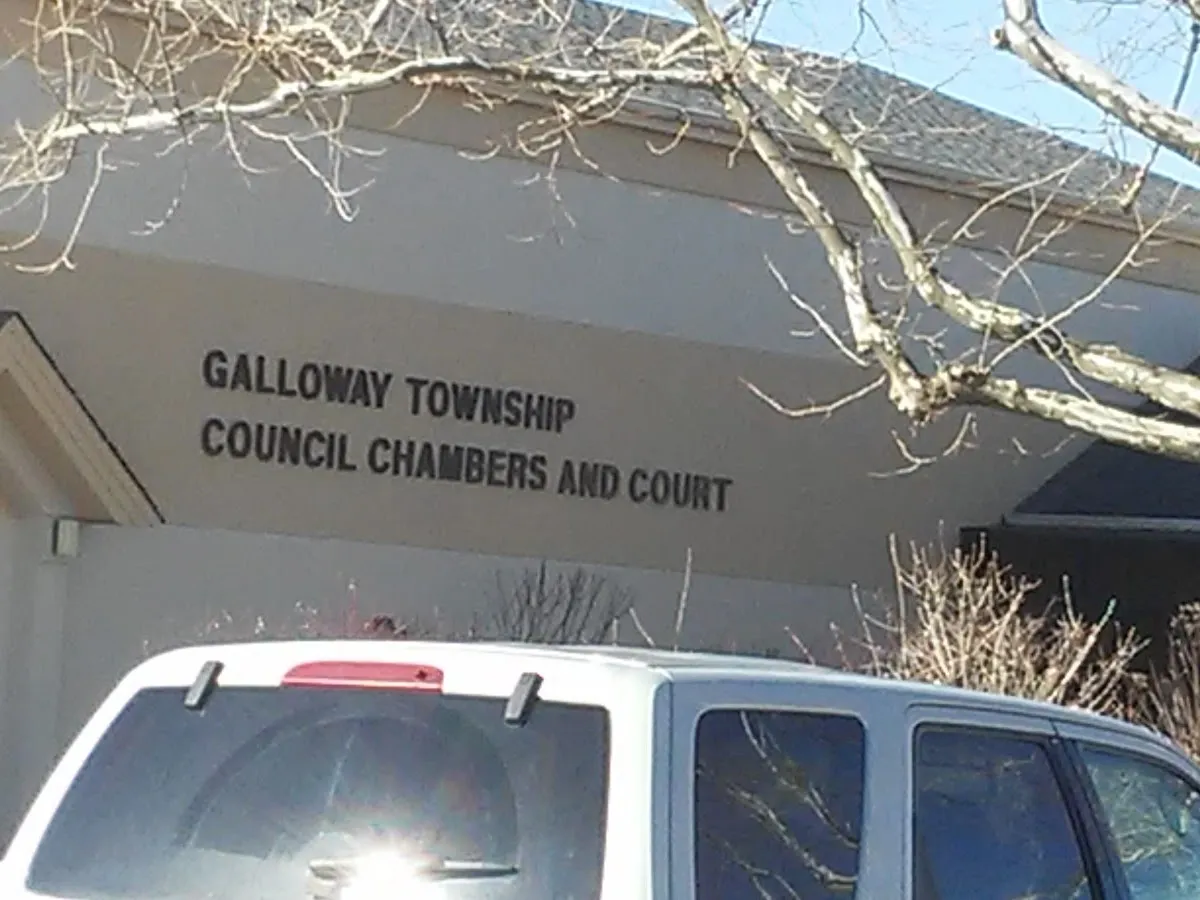 GALLOWAY TOWNSHIP
COUNCIL CHAMBERS AND COURT